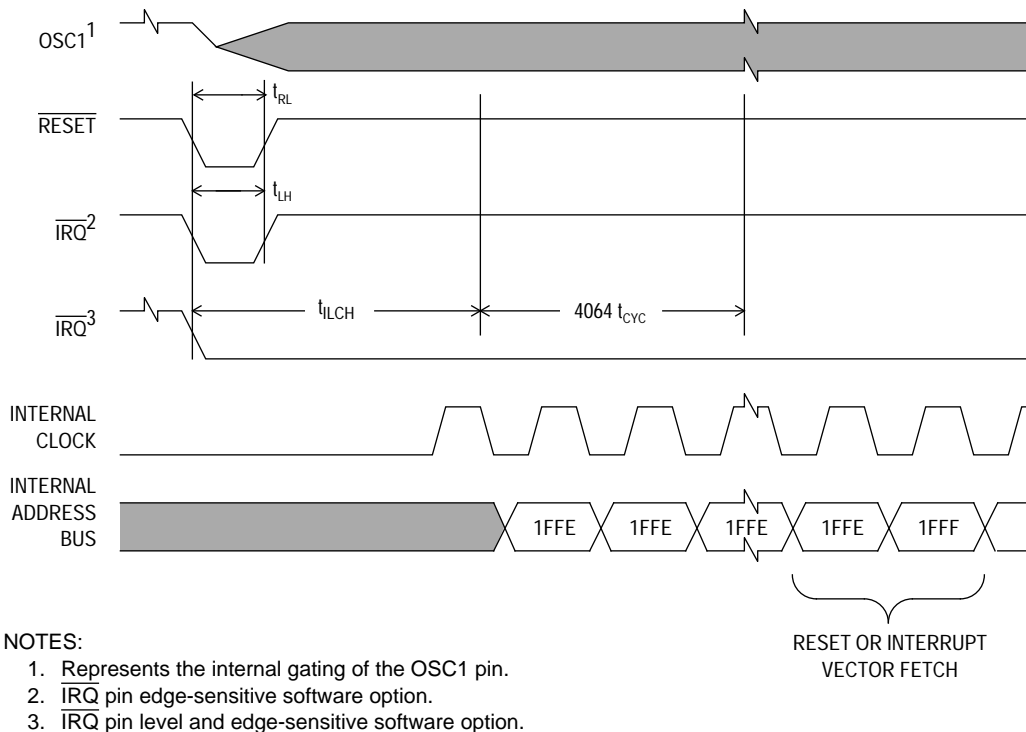 OSC1¹
t_RL
RESET
t_LH
IRQ²
t_ILCH
4064 t_CYC
IRQ³
INTERNAL
CLOCK
INTERNAL
ADDRESS
BUS
1FFE 1FFE 1FFE 1FFE 1FFF
RESET OR INTERRUPT
VECTOR FETCH
NOTES:
1. Represents the internal gating of the OSC1 pin.
2. IRQ pin edge-sensitive software option.
3. IRQ pin level and edge-sensitive software option.